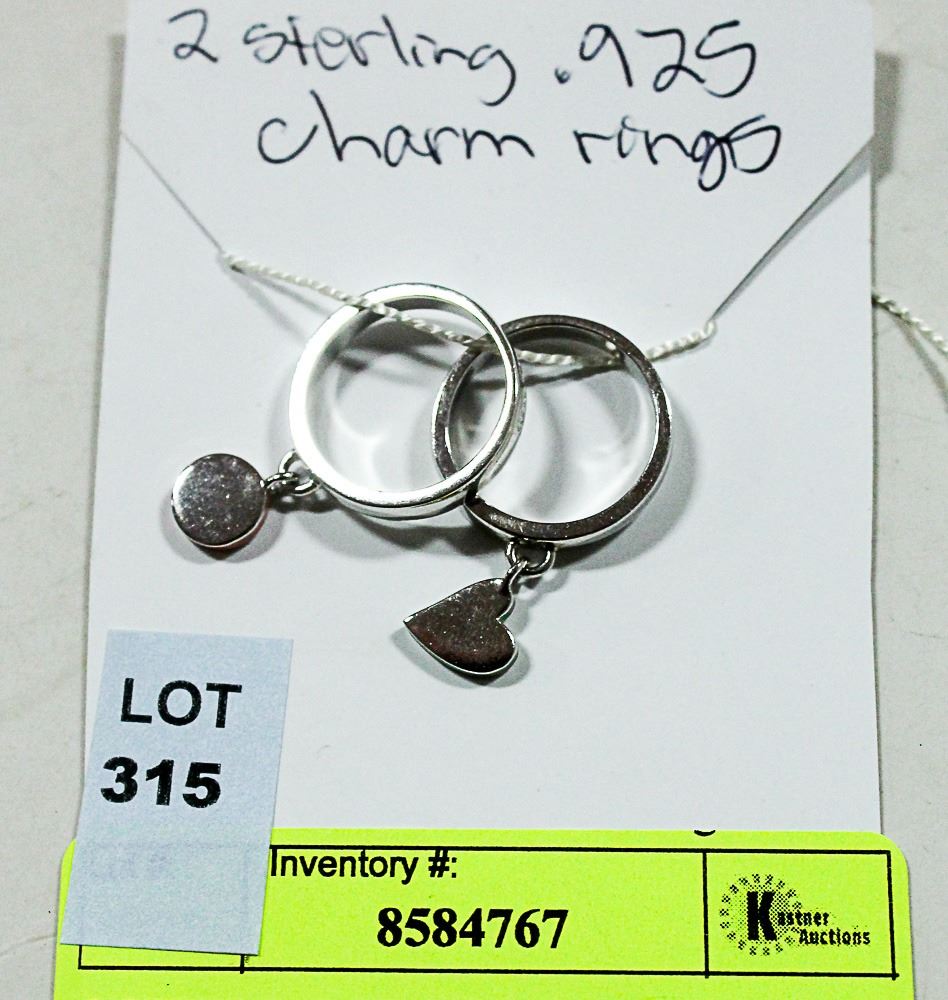 2 sterling .925
charm rings
LOT
315
Inventory #:
8584767
Kastner
Auctions